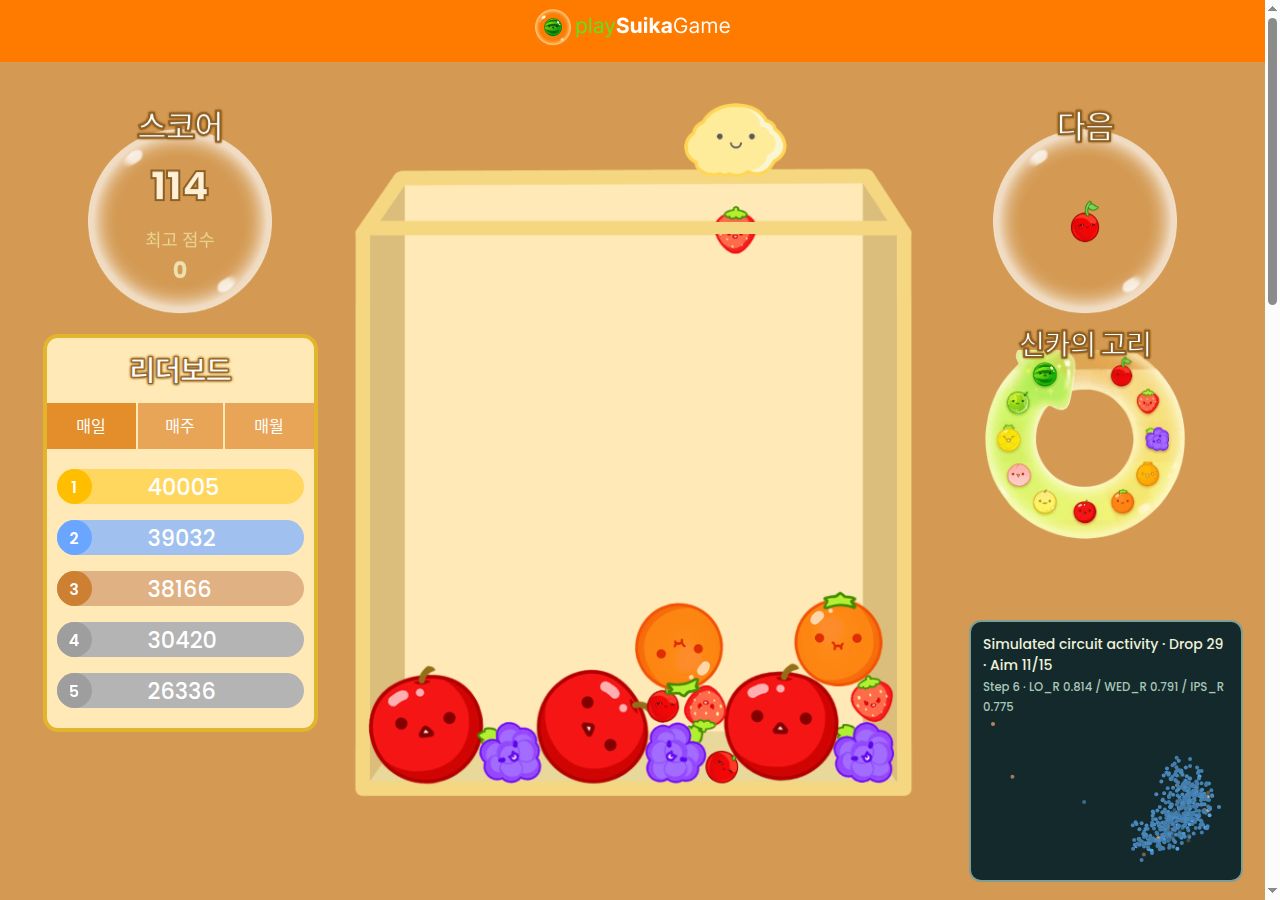 playSuikaGame
스코어
114
최고 점수
0
다음
리더보드
매일 매주 매월
1 40005
2 39032
3 38166
4 30420
5 26336
신카의 고리
Simulated circuit activity · Drop 29
· Aim 11/15
Step 6 · LO_R 0.814 / WED_R 0.791 / IPS_R
0.775